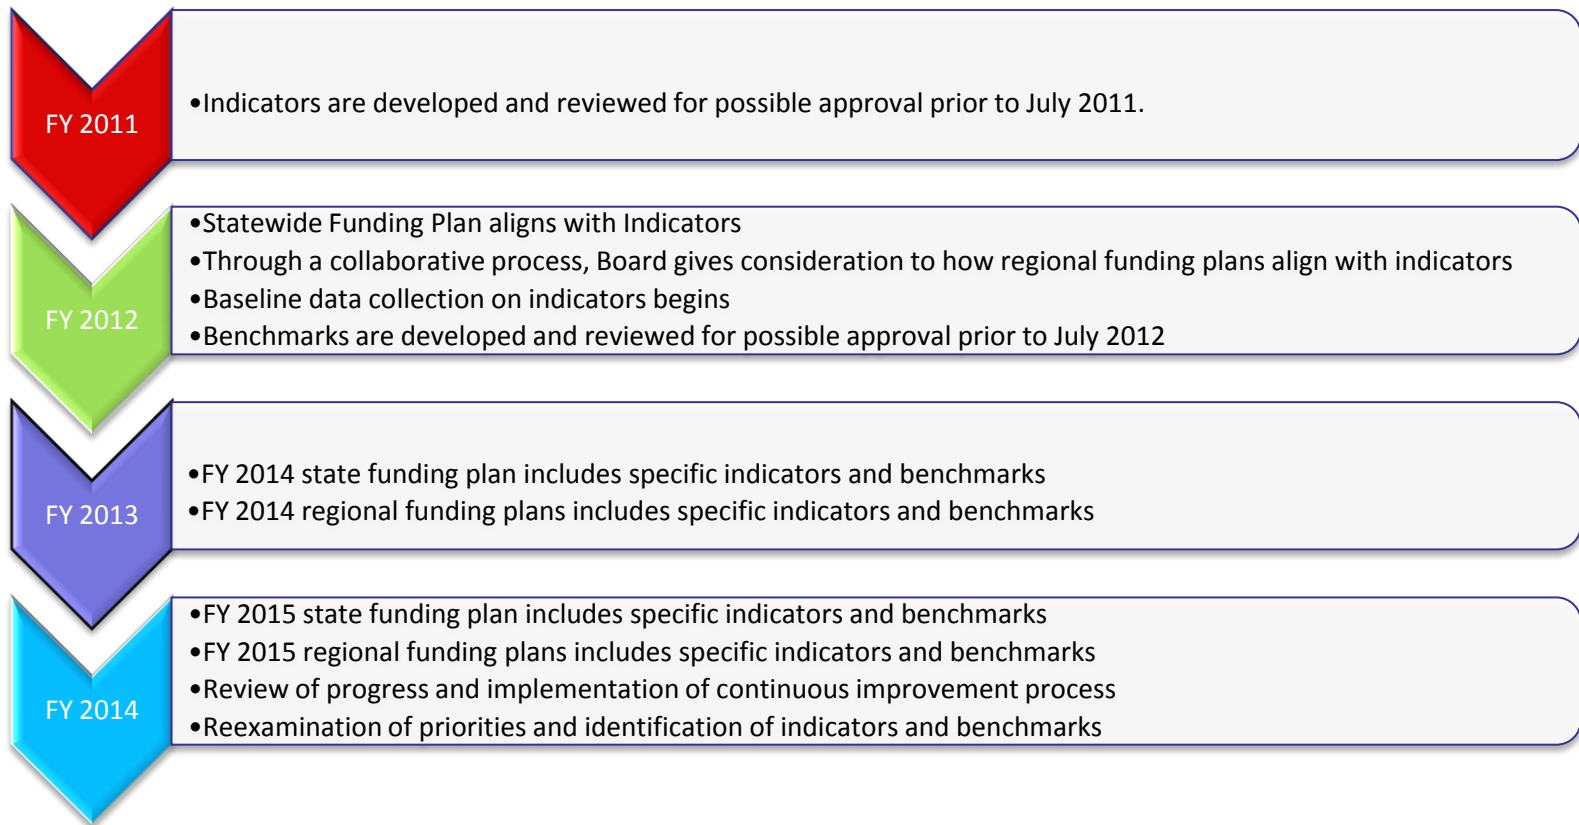 FY 2011
•Indicators are developed and reviewed for possible approval prior to July 2011.
FY 2012
•Statewide Funding Plan aligns with Indicators
•Through a collaborative process, Board gives consideration to how regional funding plans align with indicators
•Baseline data collection on indicators begins
•Benchmarks are developed and reviewed for possible approval prior to July 2012
FY 2013
•FY 2014 state funding plan includes specific indicators and benchmarks
•FY 2014 regional funding plans includes specific indicators and benchmarks
FY 2014
•FY 2015 state funding plan includes specific indicators and benchmarks
•FY 2015 regional funding plans includes specific indicators and benchmarks
•Review of progress and implementation of continuous improvement process
•Reexamination of priorities and identification of indicators and benchmarks